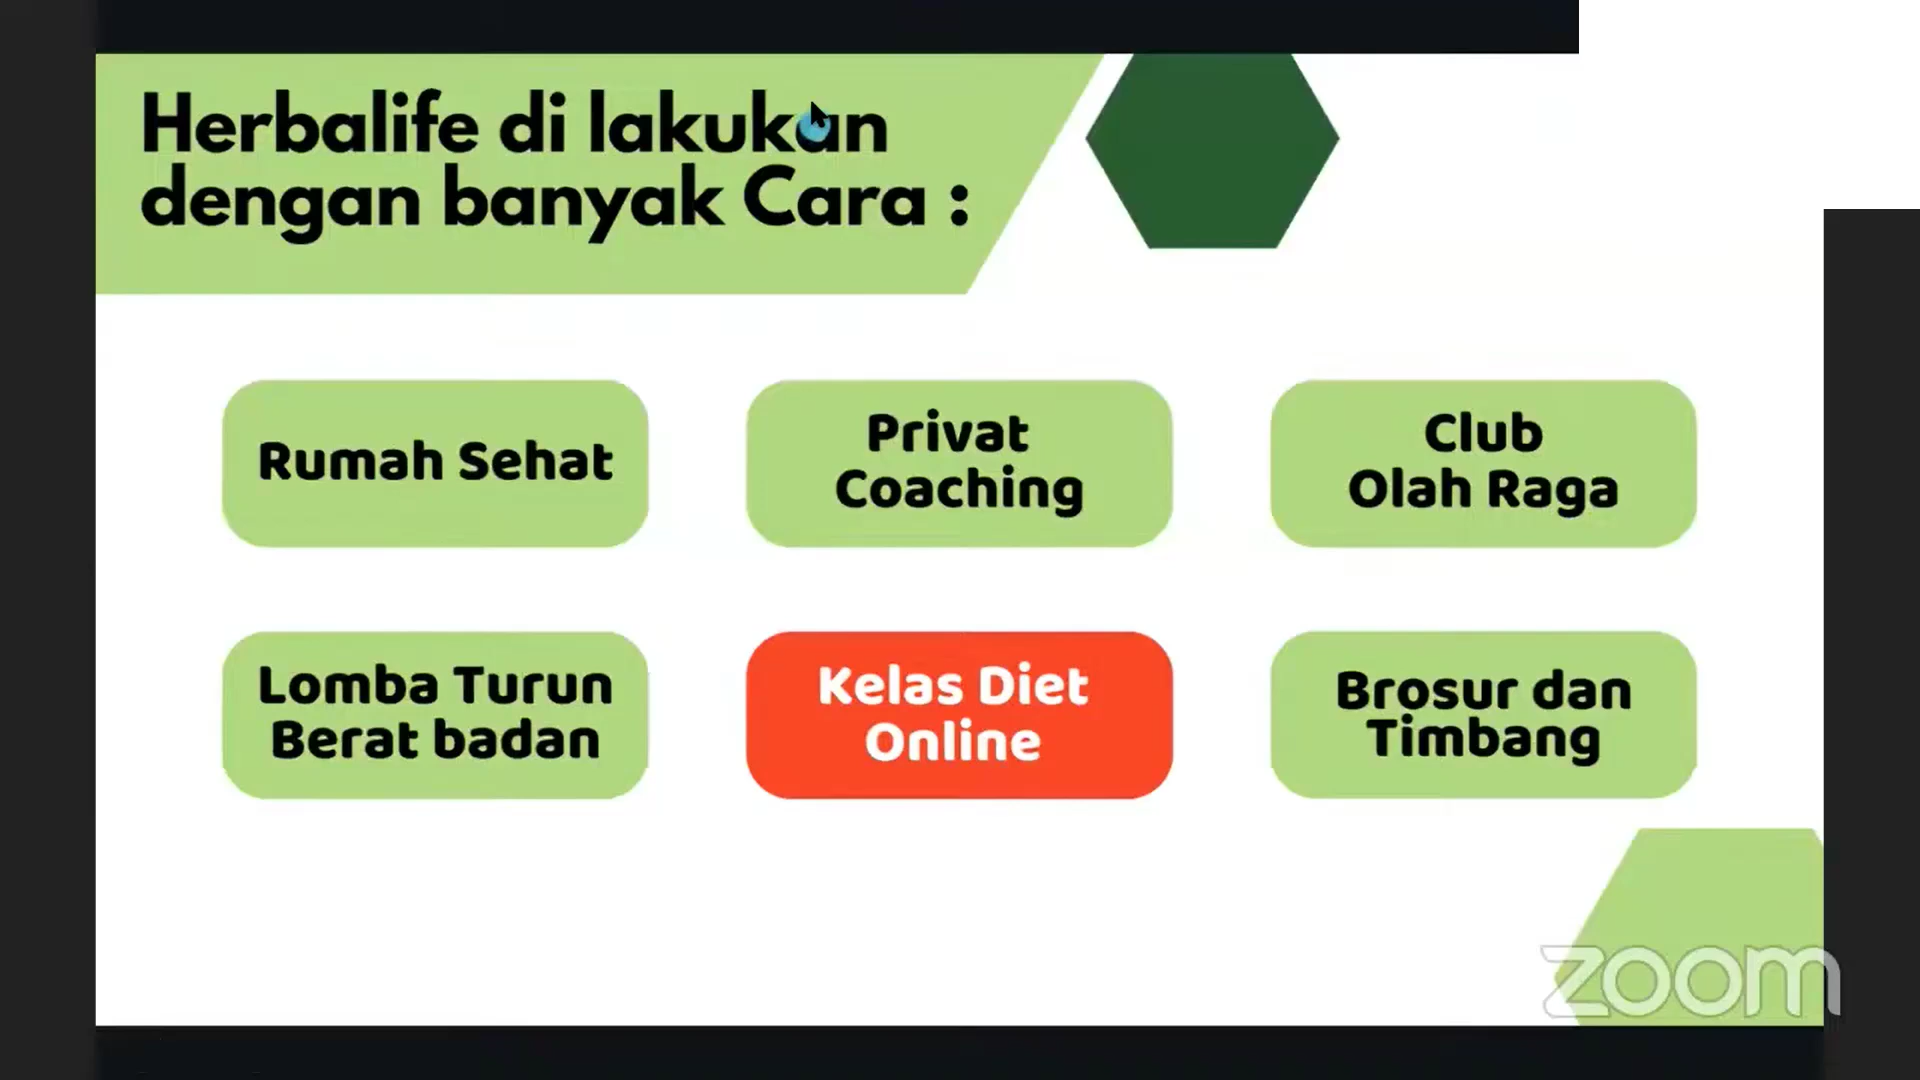 Herbalife di lakukan
dengan banyak Cara :
Rumah Sehat
Privat
Coaching
Club
Olah Raga
Lomba Turun
Berat badan
Kelas Diet
Online
Brosur dan
Timbang
zoom